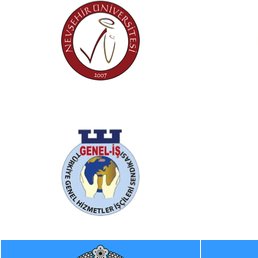 NEVŞEHİR ÜNİVERSİTESİ
2007
GENEL-İŞ
TÜRKİYE GENEL HİZMETLER İŞÇİLERİ SENDİKASI